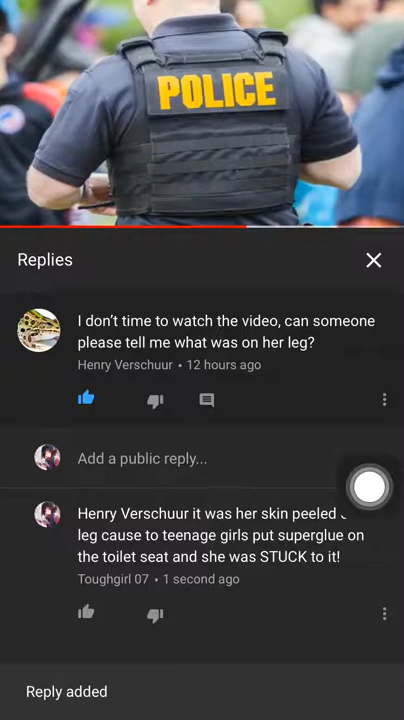 POLICE
Replies
I don't time to watch the video, can someone
please tell me what was on her leg?
Henry Verschuur • 12 hours ago
Add a public reply...
Henry Verschuur it was her skin peeled
leg cause to teenage girls put superglue on
the toilet seat and she was STUCK to it!
Toughgirl 07 • 1 second ago
Reply added